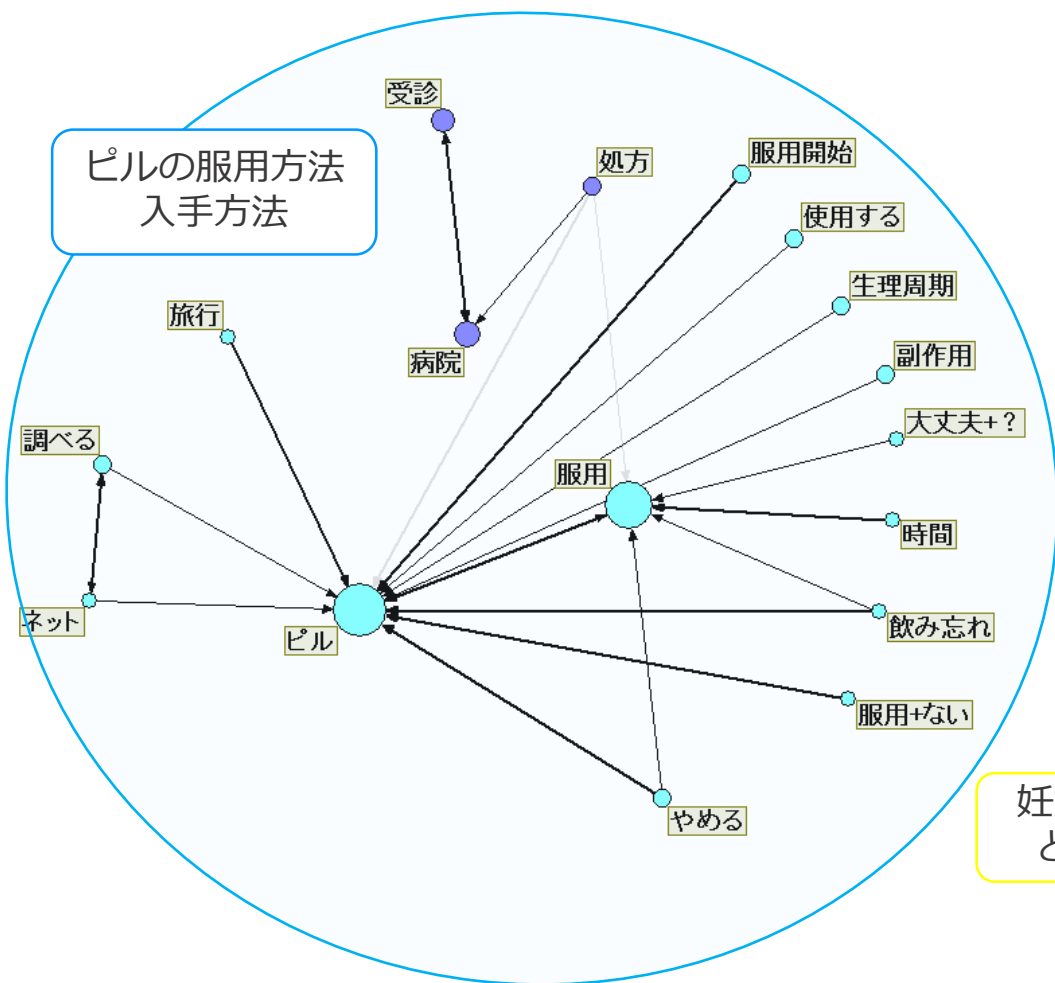 受診
ピルの服用方法
入手方法
処方
服用開始
使用する
生理周期
旅行
病院
副作用
大丈夫+?
調べる
服用
時間
ネット
ピル
飲み忘れ
服用+ない
やめる
妊
と